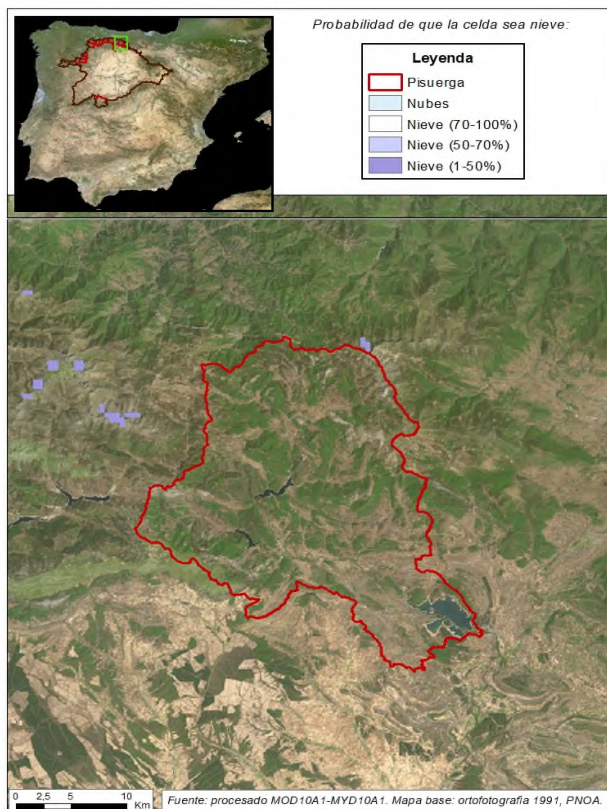 Probabilidad de que la celda sea nieve:
Leyenda
Pisuerga
Nubes
Nieve (70-100%)
Nieve (50-70%)
Nieve (1-50%)
0 2,5 5 10
Km
Fuente: procesado MOD10A1-MYD10A1. Mapa base: ortofotografia 1991, PNOA